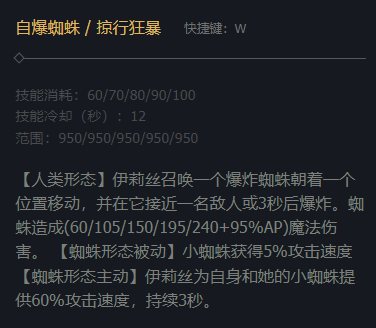 自爆蜘蛛 / 掠行狂暴 快捷键：W
技能消耗：60/70/80/90/100
技能冷却（秒）：12
范围：950/950/950/950/950
【人类形态】伊莉丝召唤一个爆炸蜘蛛朝着一个
位置移动，并在它接近一名敌人或3秒后爆炸。蜘
蛛造成(60/105/150/195/240+95%AP)魔法伤
害。 【蜘蛛形态被动】小蜘蛛获得5%攻击速度
【蜘蛛形态主动】伊莉丝为自身和她的小蜘蛛提
供60%攻击速度，持续3秒。